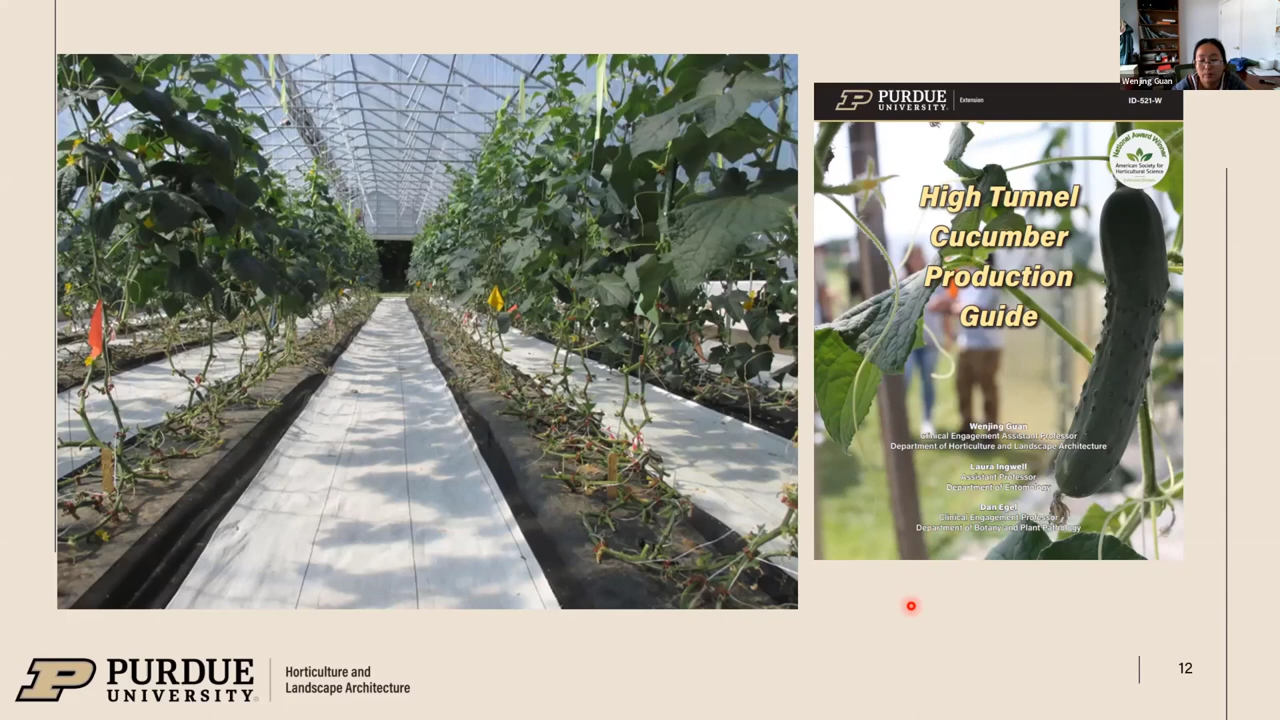 Wenjing Guan
PURDUE
UNIVERSITY
Extension
ID-521-W
National Award Winner
American Society for
Horticultural Science
High Tunnel
Cucumber
Production
Guide
Wenjing Guan
Clinical Engagement Assistant Professor
Department of Horticulture and Landscape Architecture
Laura Ingwell
Assistant Professor
Department of Entomology
Dan Egel
Clinical Engagement Professor
Department of Botany and Plant Pathology
PURDUE
UNIVERSITY
Horticulture and
Landscape Architecture
12